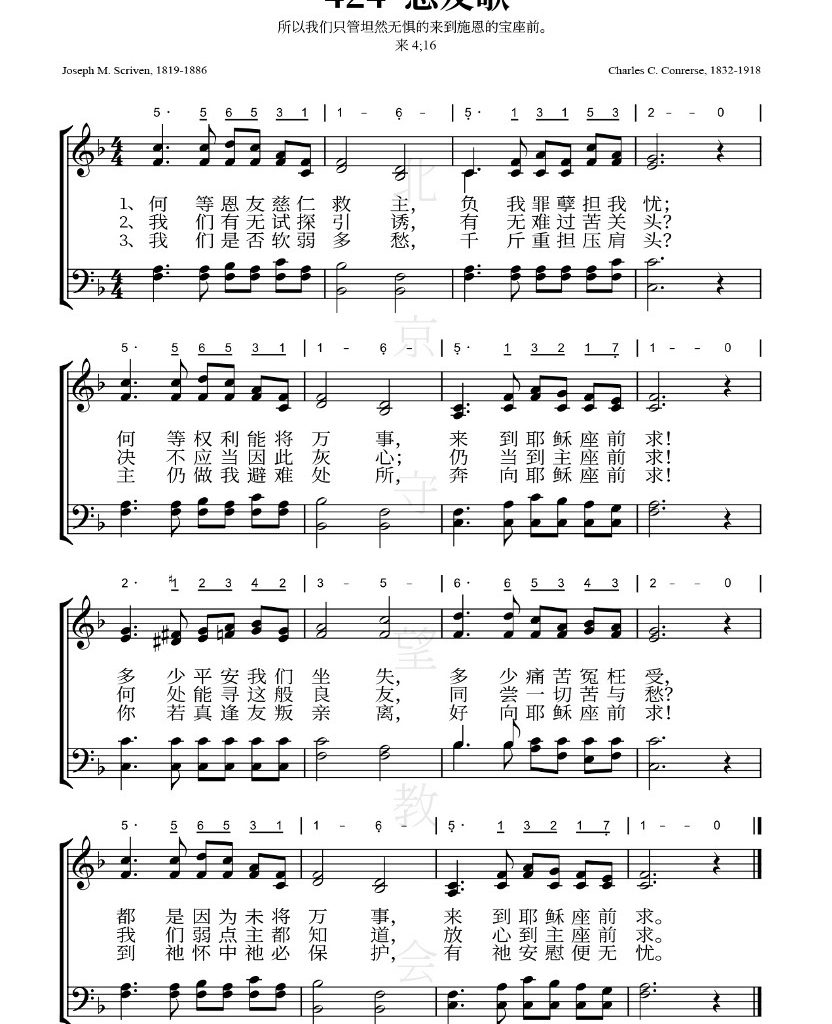 424 恩友歌
所以我们只管坦然无惧的来到施恩的宝座前。
来 4;16
Joseph M. Scriven, 1819-1886
Charles C. Conrerse, 1832-1918
5· 5 6 5 3 1 | 1 - 6 - | 5· 1 3 1 5 3 | 2 - 0 |
1、何 等恩友慈仁 救 主, 负 我罪孽担我 忧;
2、我 们有无试探 引 诱, 有 无难过苦关 头?
3、我 们是否软弱 多 愁, 千 斤重担压肩 头?
5· 5 6 5 3 1 | 1 - 6 - | 5· 1 3 2 1 7 | 1 - 0 |
何 等权利能将 万 事, 来 到耶稣座前 求!
决 不应当因此 灰 心; 仍 当到主座前 求!
主 仍做我避难 处 所, 奔 向耶稣座前 求!
2· ♯1 2 3 4 2 | 3 - 5 - | 6· 6 5 3 4 3 | 2 - 0 |
多 少平安我们 坐 失, 多 少痛苦冤枉 受,
何 处能寻这般 良 友, 同 尝一切苦与 愁?
你 若真逢友叛 亲 离, 好 向耶稣座前 求!
5· 5 6 5 3 1 | 1 - 6 - | 5· 1 3 2 1 7 | 1 - 0
都 是因为未将 万 事, 来 到耶稣座前 求。
我 们弱点主都 知 道, 放 心到主座前 求。
到 祂怀中祂必 保 护, 有 祂安慰便无 忧。
北京守望教会